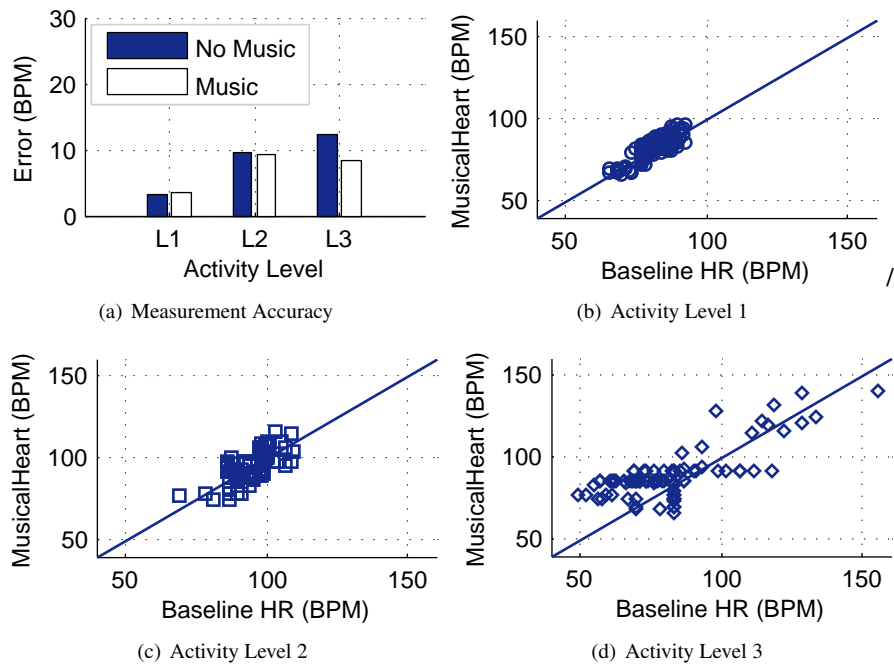 30
20
10
0
Error (BPM)
No Music
Music
L1 L2 L3
Activity Level
(a) Measurement Accuracy
150
100
50
MusicalHeart (BPM)
50 100 150
Baseline HR (BPM)
/
(b) Activity Level 1
150
100
50
MusicalHeart (BPM)
50 100 150
Baseline HR (BPM)
(c) Activity Level 2
150
100
50
MusicalHeart (BPM)
50 100 150
Baseline HR (BPM)
(d) Activity Level 3